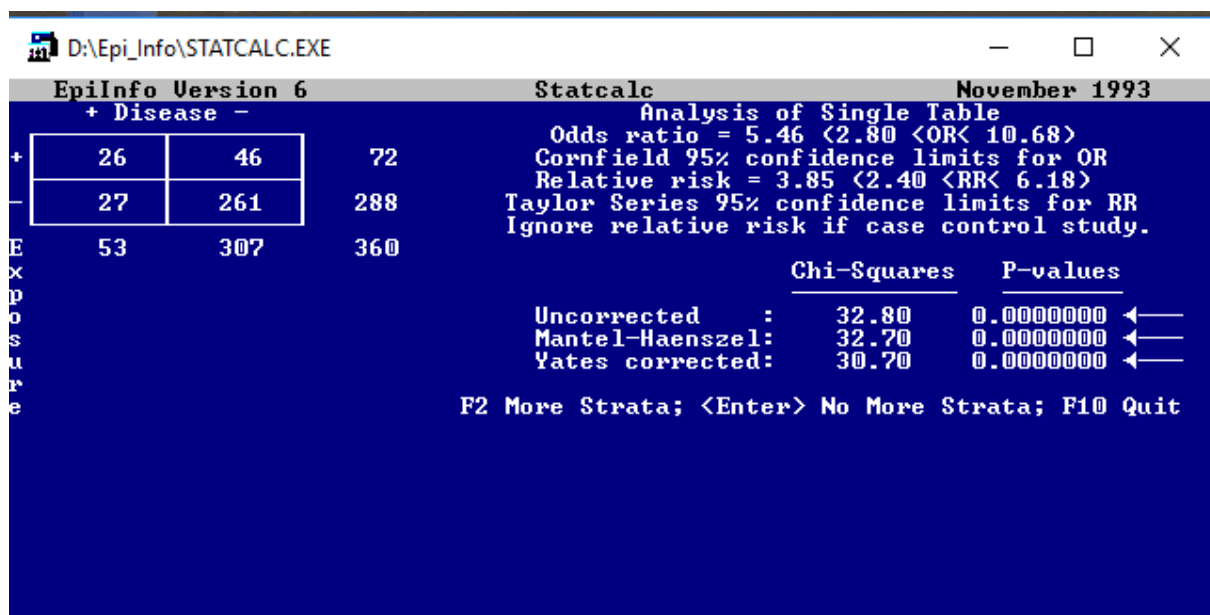 D:\Epi_Info\STATCALC.EXE
EpiInfo Version 6 Statcalc November 1993
+ Disease − Analysis of Single Table
Odds ratio = 5.46 <2.80 <OR< 10.68>
+ 26 46 72 Cornfield 95% confidence limits for OR
Relative risk = 3.85 <2.40 <RR< 6.18>
− 27 261 288 Taylor Series 95% confidence limits for RR
Ignore relative risk if case control study.
E 53 307 360
x Chi-Squares P-values
p
o Uncorrected : 32.80 0.0000000 ◄──
s Mantel-Haenszel: 32.70 0.0000000 ◄──
u Yates corrected: 30.70 0.0000000 ◄──
r
e F2 More Strata; <Enter> No More Strata; F10 Quit